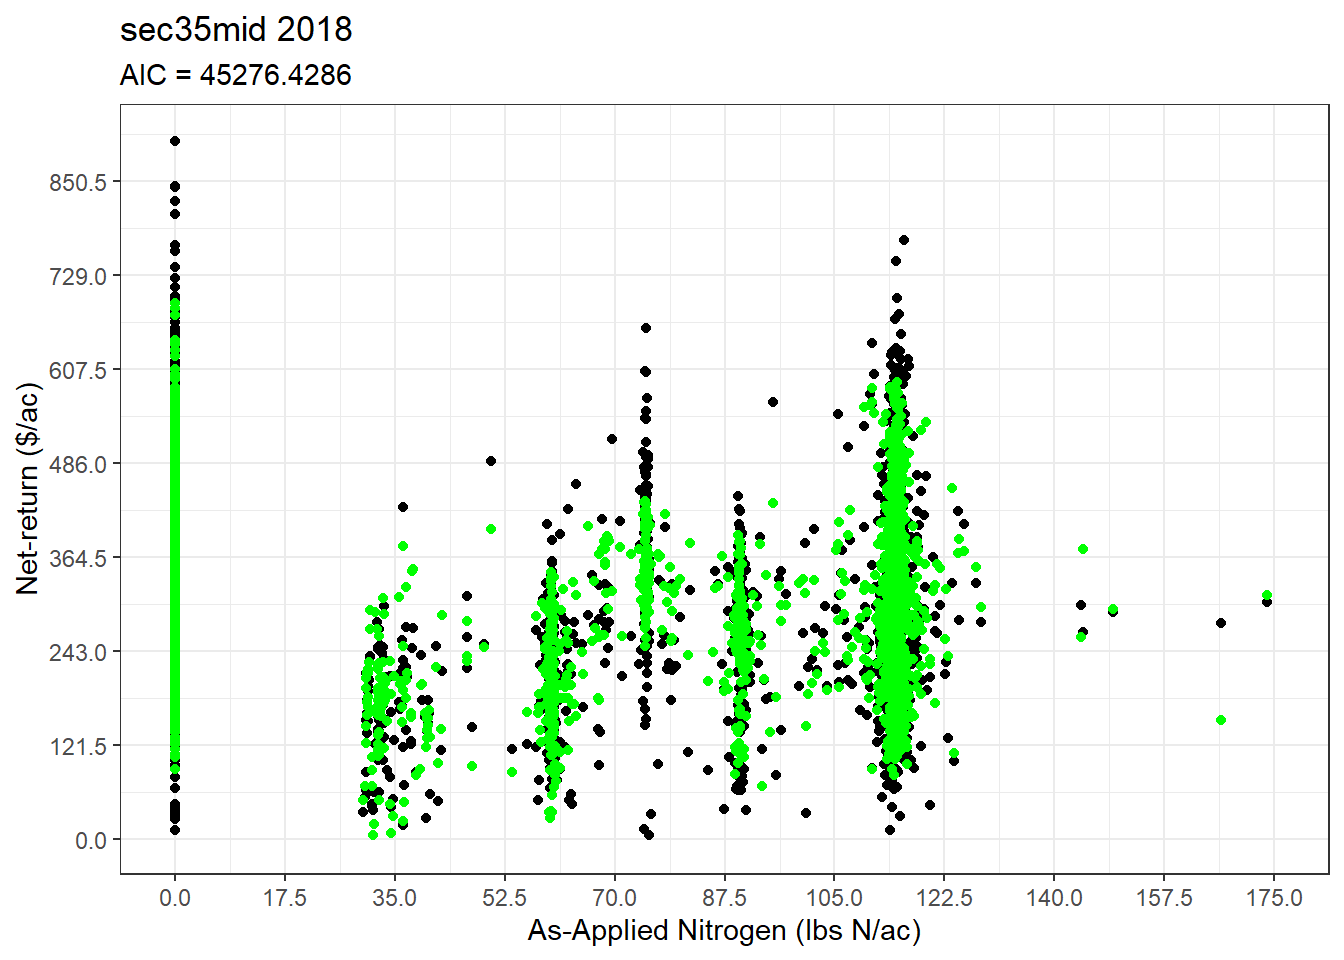 sec35mid 2018
AIC = 45276.4286
Net-return ($/ac)
850.5
729.0
607.5
486.0
364.5
243.0
121.5
0.0
0.0 17.5 35.0 52.5 70.0 87.5 105.0 122.5 140.0 157.5 175.0
As-Applied Nitrogen (lbs N/ac)